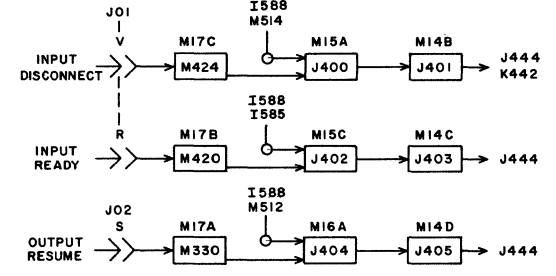 J01
V
I588
M514
M17C
M15A
M14B
INPUT
DISCONNECT
M424
J400
J401
J444
K442
I588
I585
R
M17B
M15C
M14C
INPUT
READY
M420
J402
J403
J444
I588
M512
J02
S
M17A
M16A
M14D
OUTPUT
RESUME
M330
J404
J405
J444